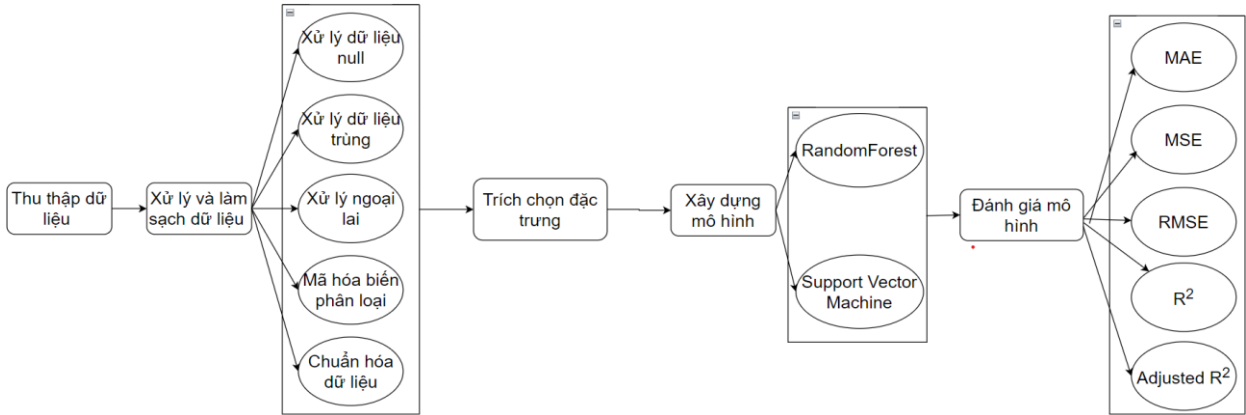 Thu thập dữ
liệu
Xử lý và làm
sạch dữ liệu
Xử lý dữ liệu
null
Xử lý dữ liệu
trùng
Xử lý ngoại
lai
Mã hóa biến
phân loại
Chuẩn hóa
dữ liệu
Trích chọn đặc
trưng
Xây dựng
mô hình
RandomForest
Support Vector
Machine
Đánh giá mô
hình
MAE
MSE
RMSE
R²
Adjusted R²